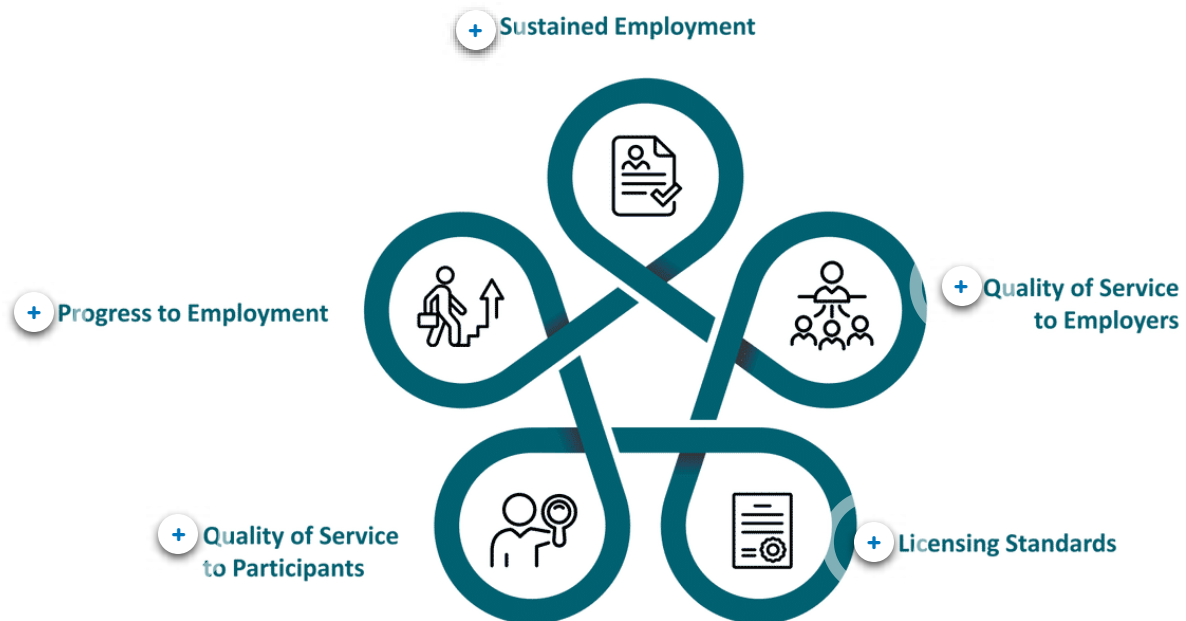 Sustained Employment
Quality of Service
to Employers
Progress to Employment
Quality of Service
to Participants
Licensing Standards